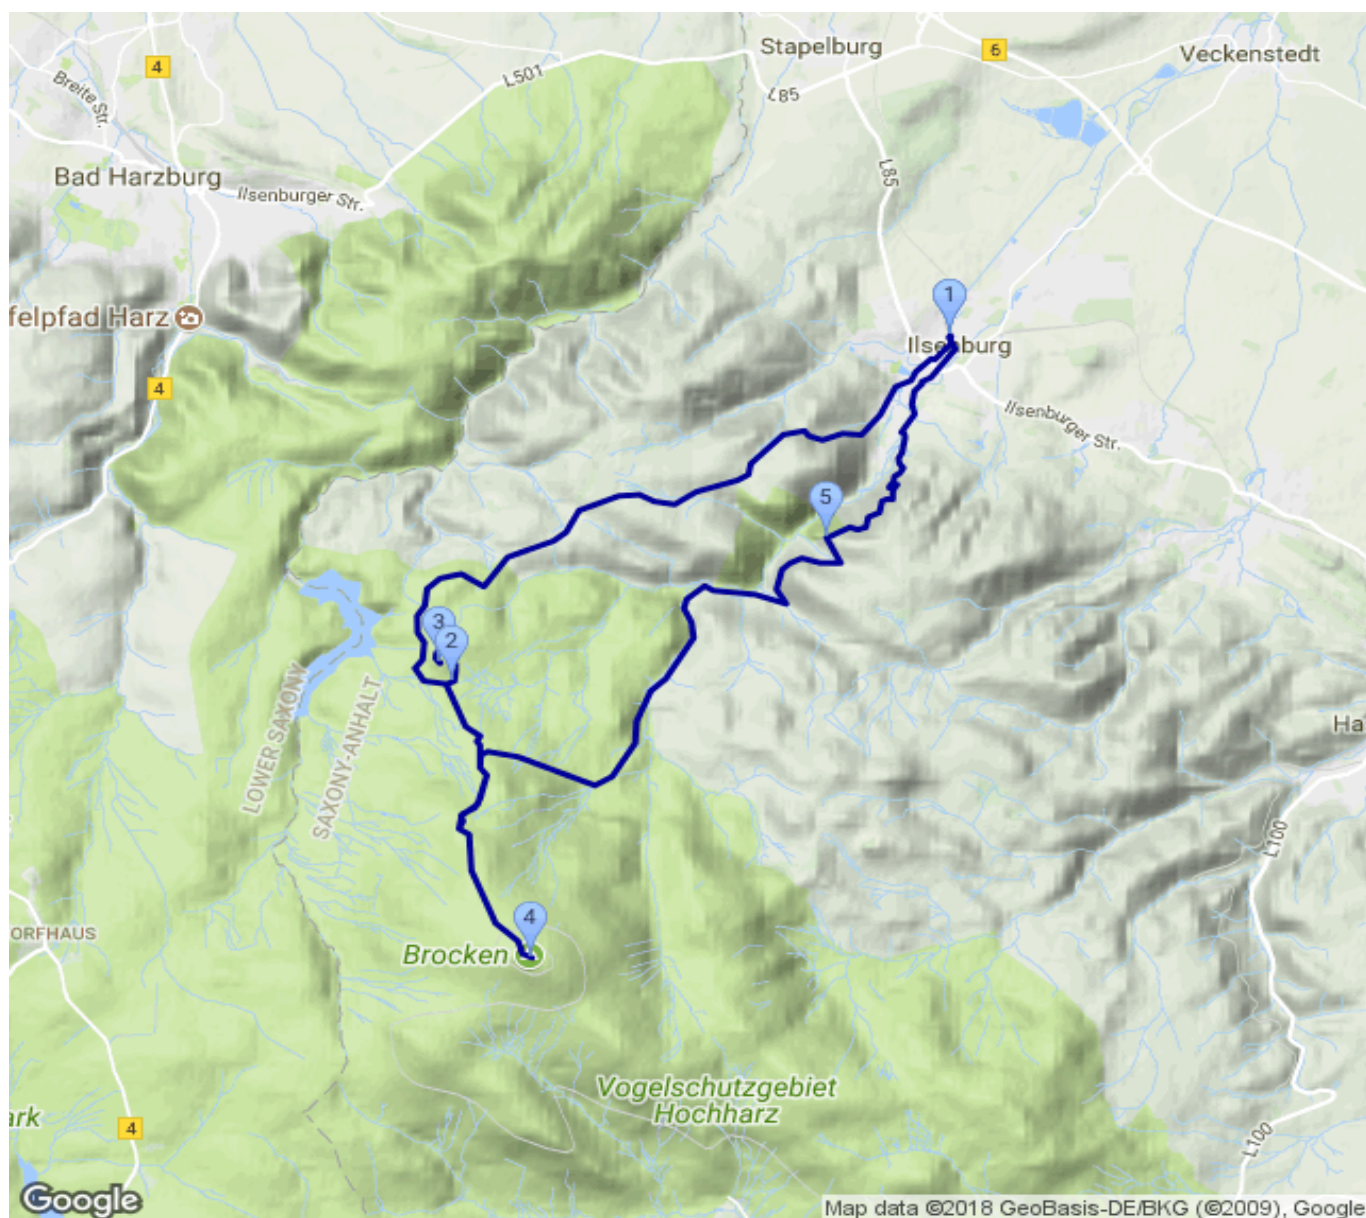 Stapelburg
6
Veckenstedt
4
L501
Breite Str.
L85
Bad Harzburg
Ilsenburger Str.
L85
1
felpfad Harz
Ilsenburg
4
Ilsenburger Str.
5
3
2
LOWER SAXONY
SAXONY-ANHALT
Ha
L100
4
ORFHAUS
Brocken
Vogelschutzgebiet
Hochharz
ark
4
L100
Google
Map data ©2018 GeoBasis-DE/BKG (©2009), Google